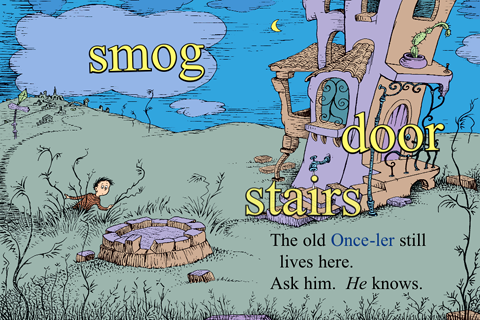 smog
door
stairs
The old Once-ler still
lives here.
Ask him. He knows.